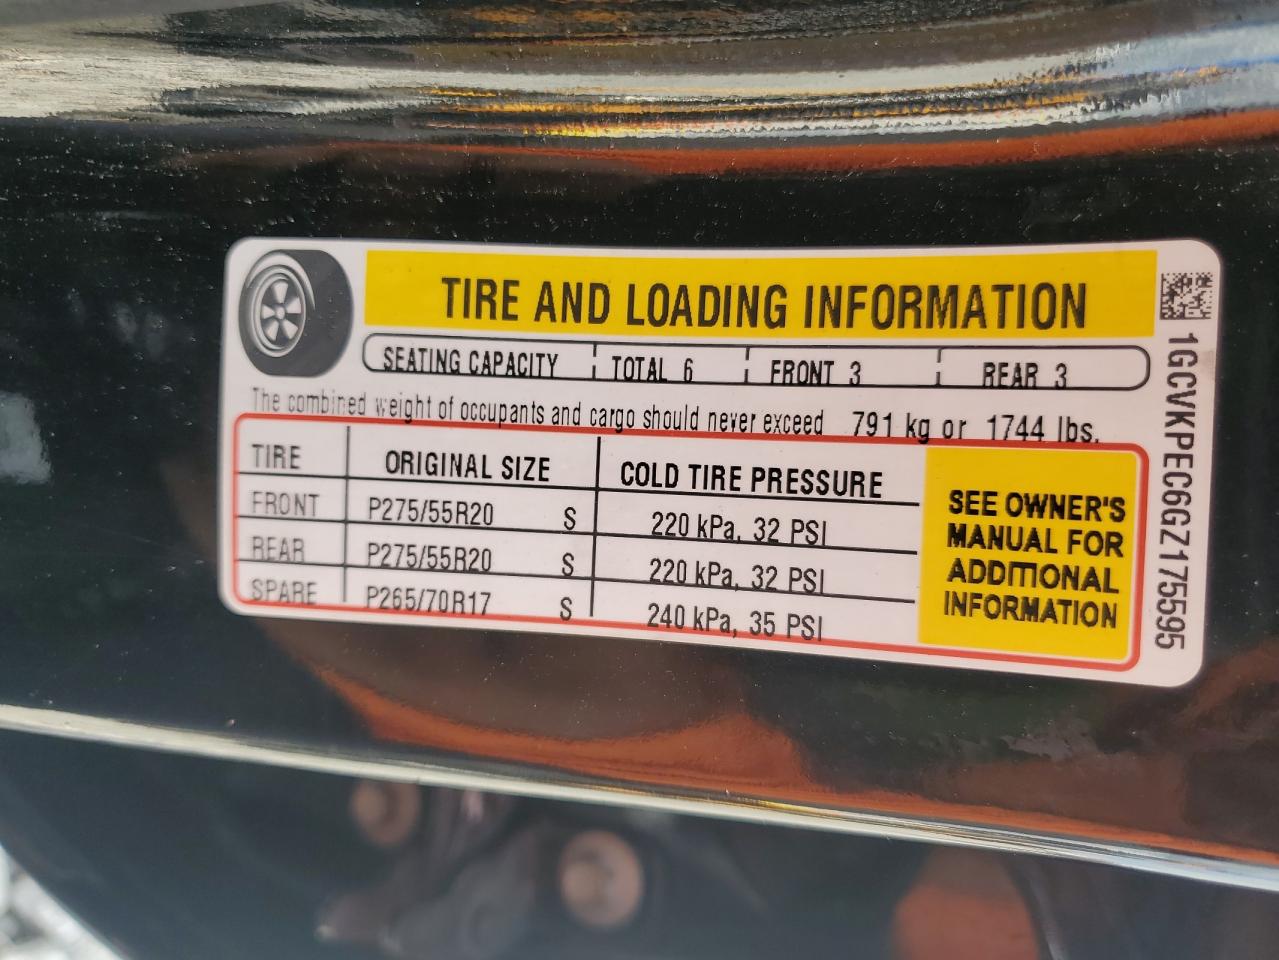 TIRE AND LOADING INFORMATION
SEATING CAPACITY TOTAL 6 FRONT 3 REAR 3
The combined weight of occupants and cargo should never exceed 791 kg or 1744 lbs.
TIRE ORIGINAL SIZE COLD TIRE PRESSURE
FRONT P275/55R20 S 220 kPa, 32 PSI
REAR P275/55R20 S 220 kPa, 32 PSI
SPARE P265/70R17 S 240 kPa, 35 PSI
SEE OWNER'S
MANUAL FOR
ADDITIONAL
INFORMATION
1GCVKPEC6GZ175595